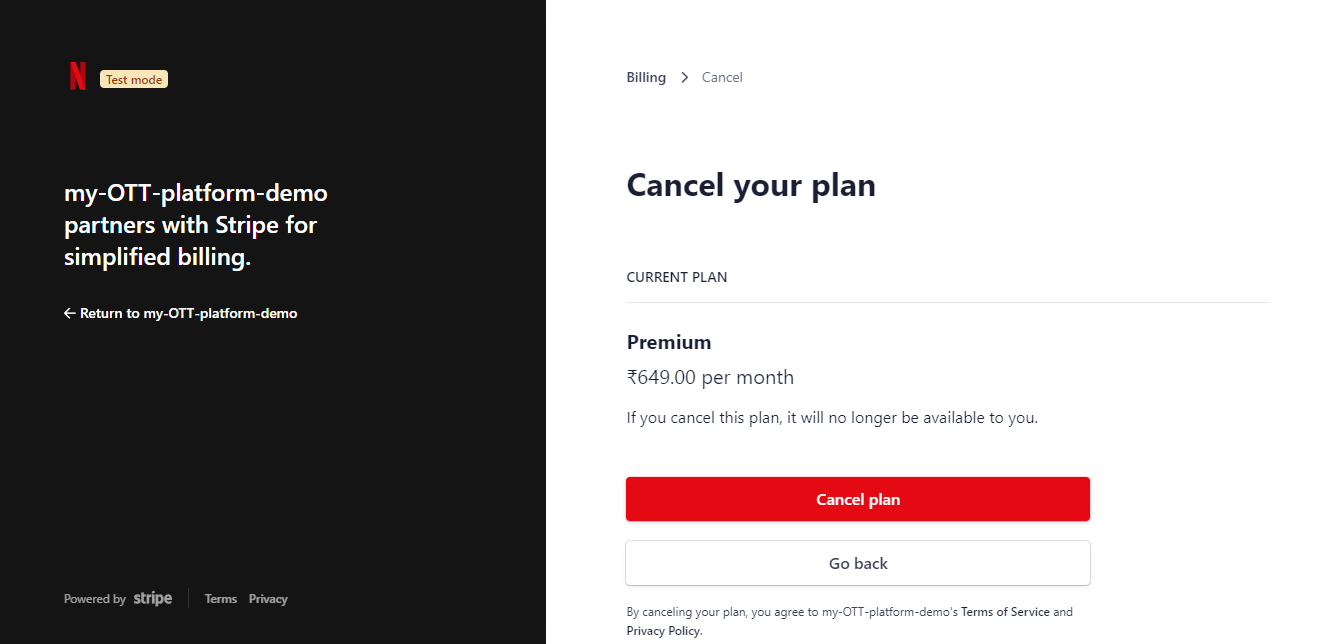 N
Test mode
my-OTT-platform-demo
partners with Stripe for
simplified billing.
← Return to my-OTT-platform-demo
Powered by stripe
Terms
Privacy
Billing > Cancel
Cancel your plan
CURRENT PLAN
Premium
₹649.00 per month
If you cancel this plan, it will no longer be available to you.
Cancel plan
Go back
By canceling your plan, you agree to my-OTT-platform-demo's Terms of Service and
Privacy Policy.